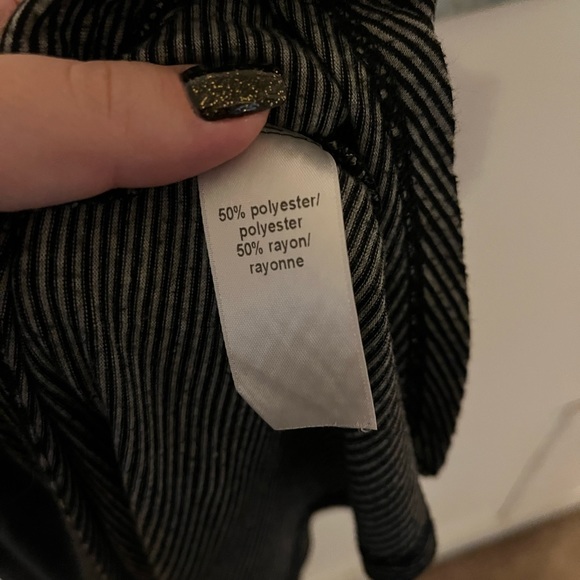 50% polyester/
polyester
50% rayon/
rayonne